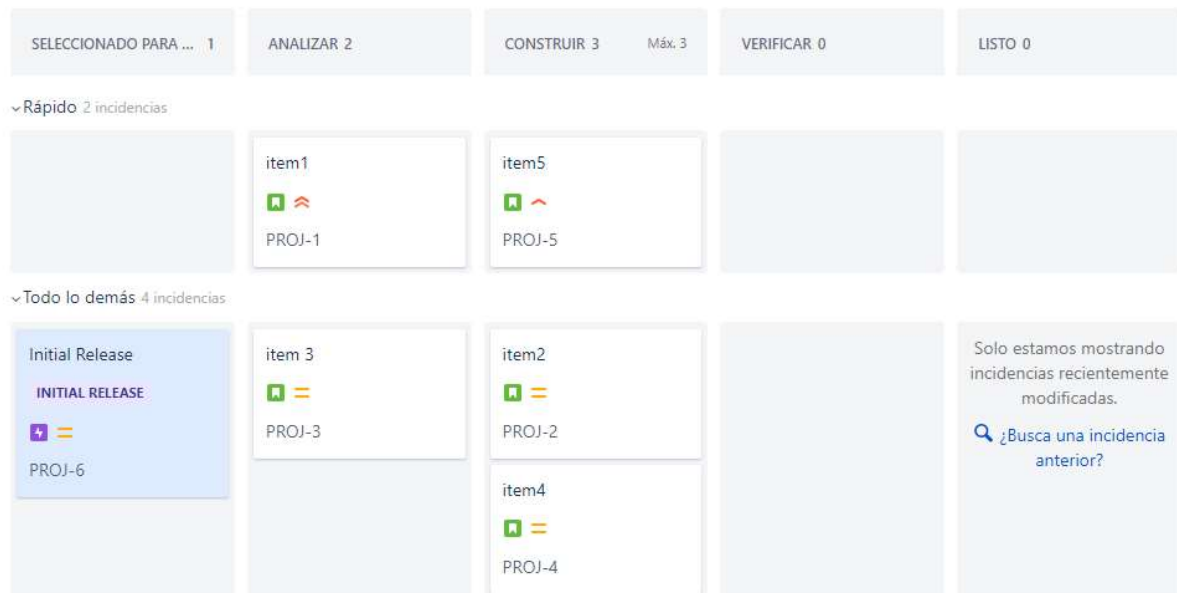 SELECCIONADO PARA ... 1
ANALIZAR 2
CONSTRUIR 3 Máx. 3
VERIFICAR 0
LISTO 0
Rápido 2 incidencias
item1
PROJ-1
item5
PROJ-5
Todo lo demás 4 incidencias
Initial Release
INITIAL RELEASE
PROJ-6
item 3
PROJ-3
item2
PROJ-2
item4
PROJ-4
Solo estamos mostrando
incidencias recientemente
modificadas.
¿Busca una incidencia
anterior?